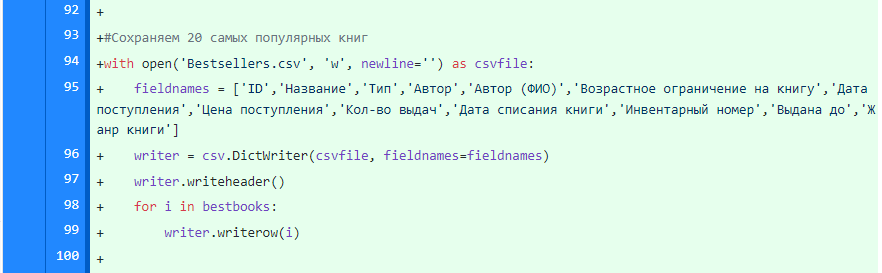 92 +
93 +#Сохраняем 20 самых популярных книг
94 +with open('Bestsellers.csv', 'w', newline='') as csvfile:
95 +    fieldnames = ['ID','Название','Тип','Автор','Автор (ФИО)','Возрастное ограничение на книгу','Дата
поступления','Цена поступления','Кол-во выдач','Дата списания книги','Инвентарный номер','Выдана до','Ж
анр книги']
96 +    writer = csv.DictWriter(csvfile, fieldnames=fieldnames)
97 +    writer.writeheader()
98 +    for i in bestbooks:
99 +        writer.writerow(i)
100 +